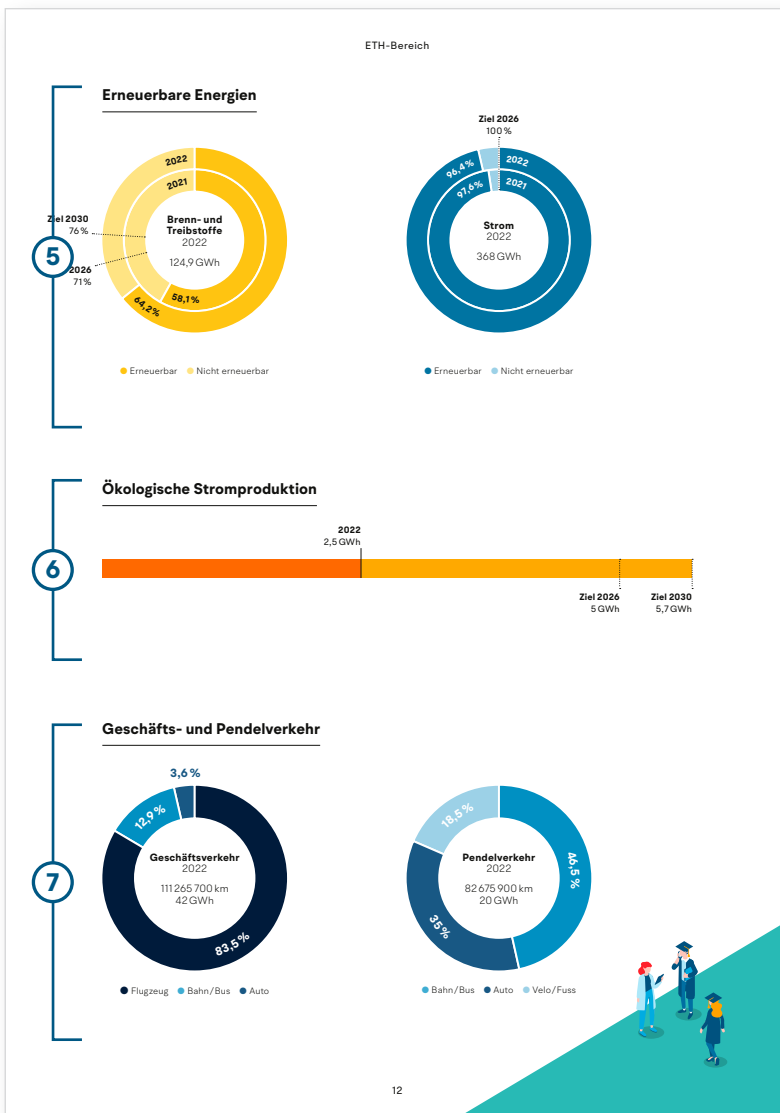 ETH-Bereich
5
Erneuerbare Energien
2022
2021
Ziel 2030
76 %
2026
71 %
Brenn- und
Treibstoffe
2022
124,9 GWh
64,2%
58,1%
Erneuerbar Nicht erneuerbar
Ziel 2026
100 %
96,4%
97,6%
2022
2021
Strom
2022
368 GWh
Erneuerbar Nicht erneuerbar
6
Ökologische Stromproduktion
2022
2,5 GWh
Ziel 2026
5 GWh
Ziel 2030
5,7 GWh
7
Geschäfts- und Pendelverkehr
3,6 %
12,9 %
Geschäftsverkehr
2022
111 265 700 km
42 GWh
83,5 %
Flugzeug Bahn/Bus Auto
18,5 %
46,5 %
Pendelverkehr
2022
82 675 900 km
20 GWh
35 %
Bahn/Bus Auto Velo/Fuss
12